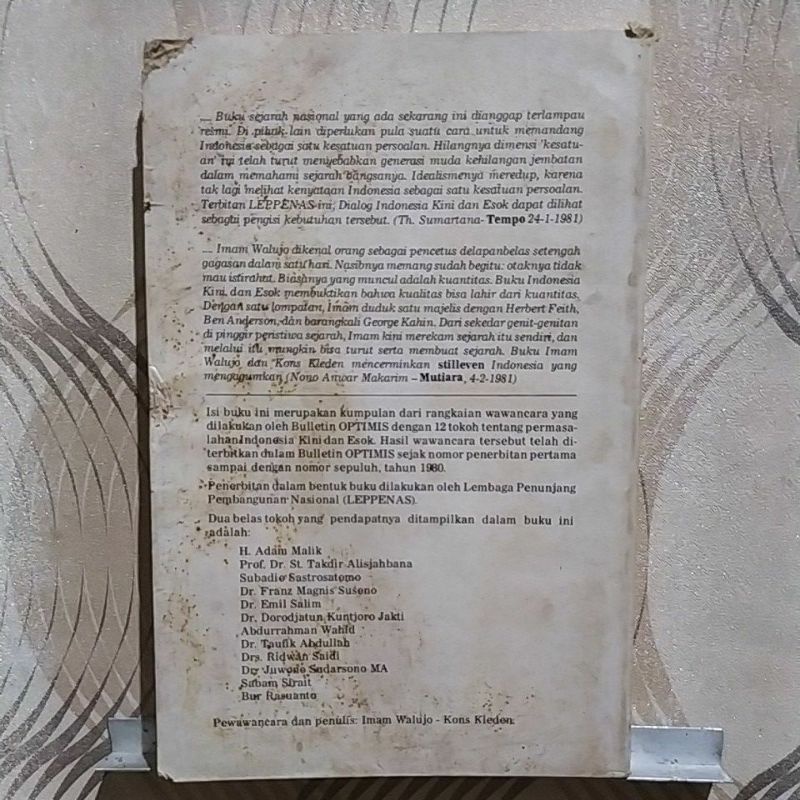 ... Buku sejarah nasional yang ada sekarang ini dianggap terlampau
resmi. Di pihak lain diperlukan pula suatu cara untuk memandang
Indonesia sebagai satu kesatuan persoalan. Hilangnya dimensi 'kesatu-
an' ini telah turut menyebabkan generasi muda kehilangan jembatan
dalam memahami sejarah bangsanya. Idealismenya meredup, karena
tak lagi melihat kenyataan Indonesia sebagai satu kesatuan persoalan.
Terbitan LEPPENAS ini, Dialog Indonesia Kini dan Esok dapat dilihat
sebagai pengisi kebutuhan tersebut. (Th. Sumartana- Tempo 24-1-1981)
... Imam Walujo dikenal orang sebagai pencetus delapanbelas setengah
gagasan dalam satu hari. Nasibnya memang sudah begitu: otaknya tidak
mau istirahat. Biasanya yang muncul adalah kuantitas. Buku Indonesia
Kini, dan Esok membuktikan bahwa kualitas bisa lahir dari kuantitas.
Dengan satu lompatan, Imam duduk satu majelis dengan Herbert Feith,
Ben Anderson, dan barangkali George Kahin. Dari sekedar genit-genitan
di pinggir peristiwa sejarah, Imam kini merekam sejarah itu sendiri, dan
melalui itu mungkin bisa turut serta membuat sejarah. Buku Imam
Walujo dan Kons Kleden mencerminkan stilleven Indonesia yang
mengagumkan (Nono Anwar Makarim - Mutiara, 4-2-1981)
Isi buku ini merupakan kumpulan dari rangkaian wawancara yang
dilakukan oleh Bulletin OPTIMIS dengan 12 tokoh tentang permasa-
lahan Indonesia Kini dan Esok. Hasil wawancara tersebut telah di-
terbitkan dalam Bulletin OPTIMIS sejak nomor penerbitan pertama
sampai dengan nomor sepuluh, tahun 1980.
Penerbitan dalam bentuk buku dilakukan oleh Lembaga Penunjang
Pembangunan Nasional (LEPPENAS).
Dua belas tokoh yang pendapatnya ditampilkan dalam buku ini
adalah:
H. Adam Malik
Prof. Dr. St. Takdir Alisjahbana
Subadio Sastrosatomo
Dr. Franz Magnis Suseno
Dr. Emil Salim
Dr. Dorodjatun Kuntjoro Jakti
Abdurrahman Wahid
Dr. Taufik Abdullah
Drs. Ridwan Saidi
Dr. Juwono Sudarsono MA
Sabam Sirait
Bur Rasuanto
Pewawancara dan penulis: Imam Walujo - Kons Kleden